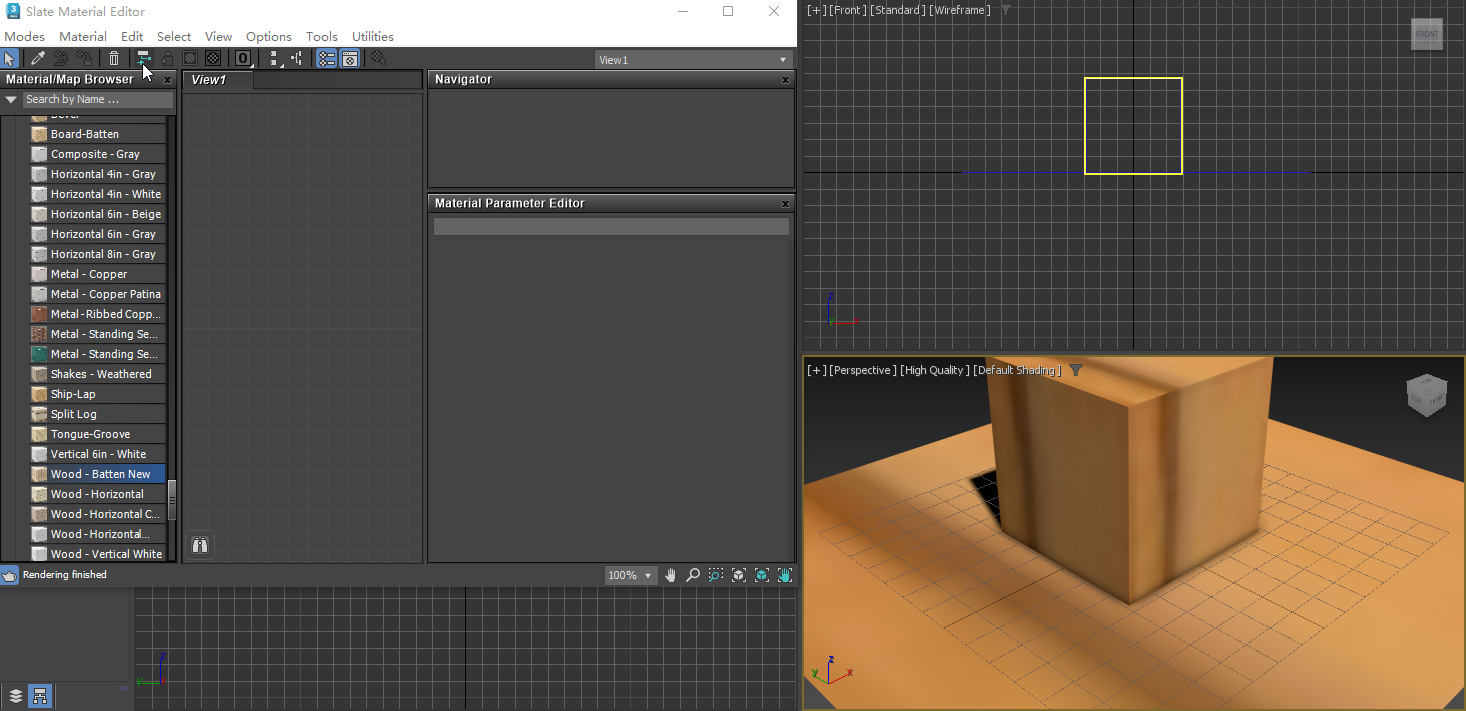 Slate Material Editor
Modes Material Edit Select View Options Tools Utilities
0
View1
Material/Map Browser
Search by Name ...
Bevel
Board-Batten
Composite - Gray
Horizontal 4in - Gray
Horizontal 4in - White
Horizontal 6in - Beige
Horizontal 6in - Gray
Horizontal 8in - Gray
Metal - Copper
Metal - Copper Patina
Metal - Ribbed Copp...
Metal - Standing Se...
Metal - Standing Se...
Shakes - Weathered
Ship-Lap
Split Log
Tongue-Groove
Vertical 6in - White
Wood - Batten New
Wood - Horizontal
Wood - Horizontal C...
Wood - Horizontal...
Wood - Vertical White
View1
Navigator
Material Parameter Editor
Rendering finished
100%
z
y
[+] [Front] [Standard] [Wireframe]
FRONT
z
y
x
[+] [Perspective] [High Quality] [Default Shading]
LEFT
FRONT
z
y
x